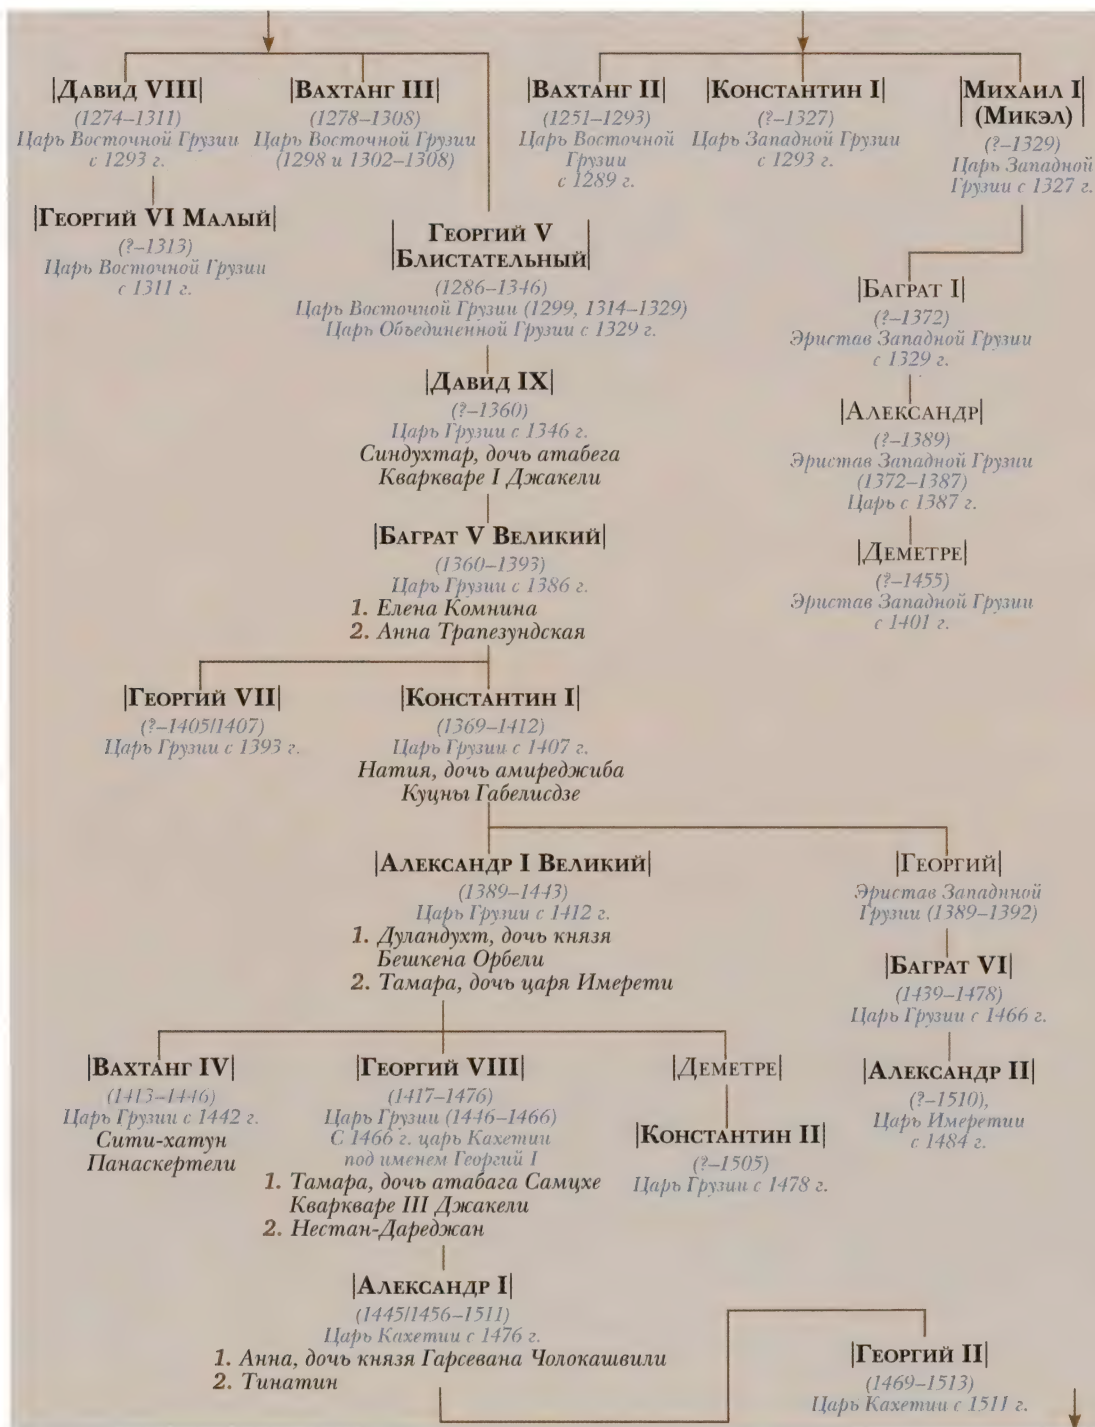 |Давид VIII|
(1274–1311)
Царь Восточной Грузии
с 1293 г.
|Вахтанг III|
(1278–1308)
Царь Восточной Грузии
(1298 и 1302–1308)
|Вахтанг II|
(1251–1293)
Царь Восточной
Грузии
с 1289 г.
|Константин I|
(?–1327)
Царь Западной Грузии
с 1293 г.
|Михаил I|
|(Микэл)|
(?–1329)
Царь Западной
Грузии с 1327 г.
|Георгий VI Малый|
(?–1313)
Царь Восточной Грузии
с 1311 г.
|Георгий V|
|Блистательный|
(1286–1346)
Царь Восточной Грузии (1299, 1314–1329)
Царь Объединенной Грузии с 1329 г.
|Баграт I|
(?–1372)
Эристав Западной Грузии
с 1329 г.
|Давид IX|
(?–1360)
Царь Грузии с 1346 г.
Синдухтар, дочь атабега
Кваркваре I Джакели
|Александр|
(?–1389)
Эристав Западной Грузии
(1372–1387)
Царь с 1387 г.
|Баграт V Великий|
(1360–1393)
Царь Грузии с 1386 г.
1. Елена Комнина
2. Анна Трапезундская
|Деметре|
(?–1455)
Эристав Западной Грузии
с 1401 г.
|Георгий VII|
(?–1405/1407)
Царь Грузии с 1393 г.
|Константин I|
(1369–1412)
Царь Грузии с 1407 г.
Натия, дочь амиреджиба
Куцны Габелисдзе
|Александр I Великий|
(1389–1443)
Царь Грузии с 1412 г.
1. Дуландухт, дочь князя
Бешкена Орбели
2. Тамара, дочь царя Имерети
|Георгий|
Эристав Западнной
Грузии (1389–1392)
|Баграт VI|
(1439–1478)
Царь Грузии с 1466 г.
|Вахтанг IV|
(1413–1446)
Царь Грузии с 1442 г.
Сити-хатун
Панаскертели
|Георгий VIII|
(1417–1476)
Царь Грузии (1446–1466)
С 1466 г. царь Кахетии
под именем Георгий I
1. Тамара, дочь атабага Самцхе
Кваркваре III Джакели
2. Нестан-Дареджан
|Деметре|
|Константин II|
(?–1505)
Царь Грузии с 1478 г.
|Александр II|
(?–1510),
Царь Имеретии
с 1484 г.
|Александр I|
(1445/1456–1511)
Царь Кахетии с 1476 г.
1. Анна, дочь князя Гарсевана Чолокашвили
2. Тинатин
|Георгий II|
(1469–1513)
Царь Кахетии с 1511 г.